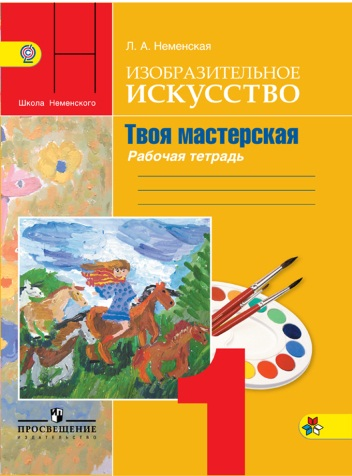 Л. А. Неменская
Школа Неменского
ИЗОБРАЗИТЕЛЬНОЕ
ИСКУССТВО
Твоя мастерская
Рабочая тетрадь
1
ПРОСВЕЩЕНИЕ
ИЗДАТЕЛЬСТВО